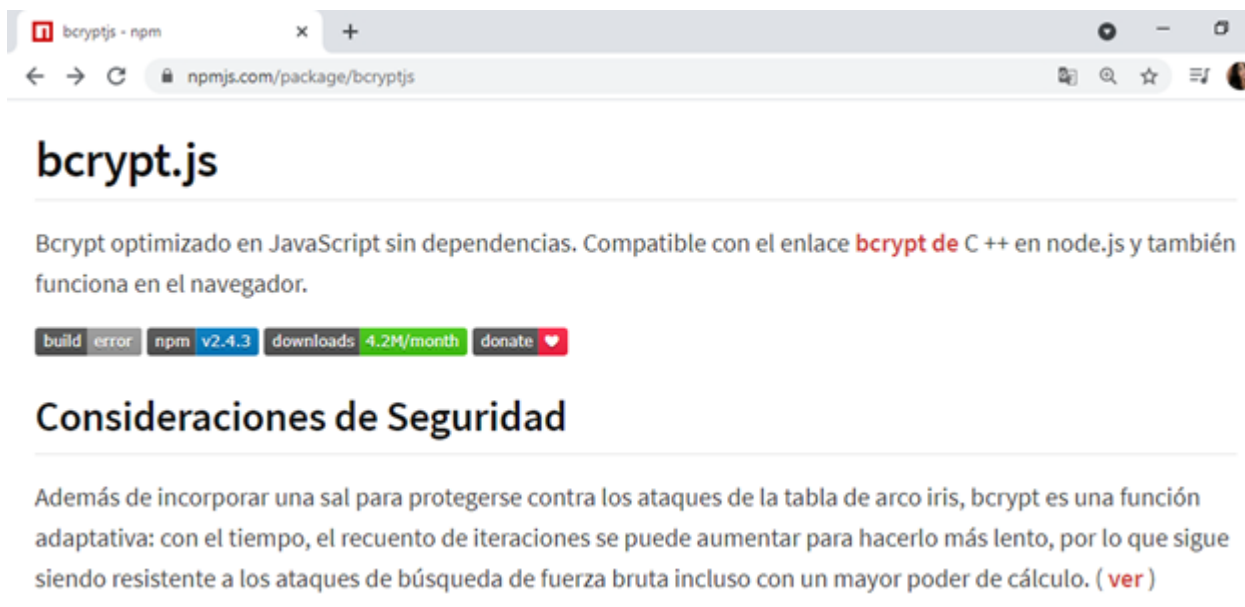 bcryptjs - npm
npmjs.com/package/bcryptjs
bcrypt.js
Bcrypt optimizado en JavaScript sin dependencias. Compatible con el enlace bcrypt de C ++ en node.js y también
funciona en el navegador.
build error npm v2.4.3 downloads 4.2M/month donate
Consideraciones de Seguridad
Además de incorporar una sal para protegerse contra los ataques de la tabla de arco iris, bcrypt es una función
adaptativa: con el tiempo, el recuento de iteraciones se puede aumentar para hacerlo más lento, por lo que sigue
siendo resistente a los ataques de búsqueda de fuerza bruta incluso con un mayor poder de cálculo. ( ver )